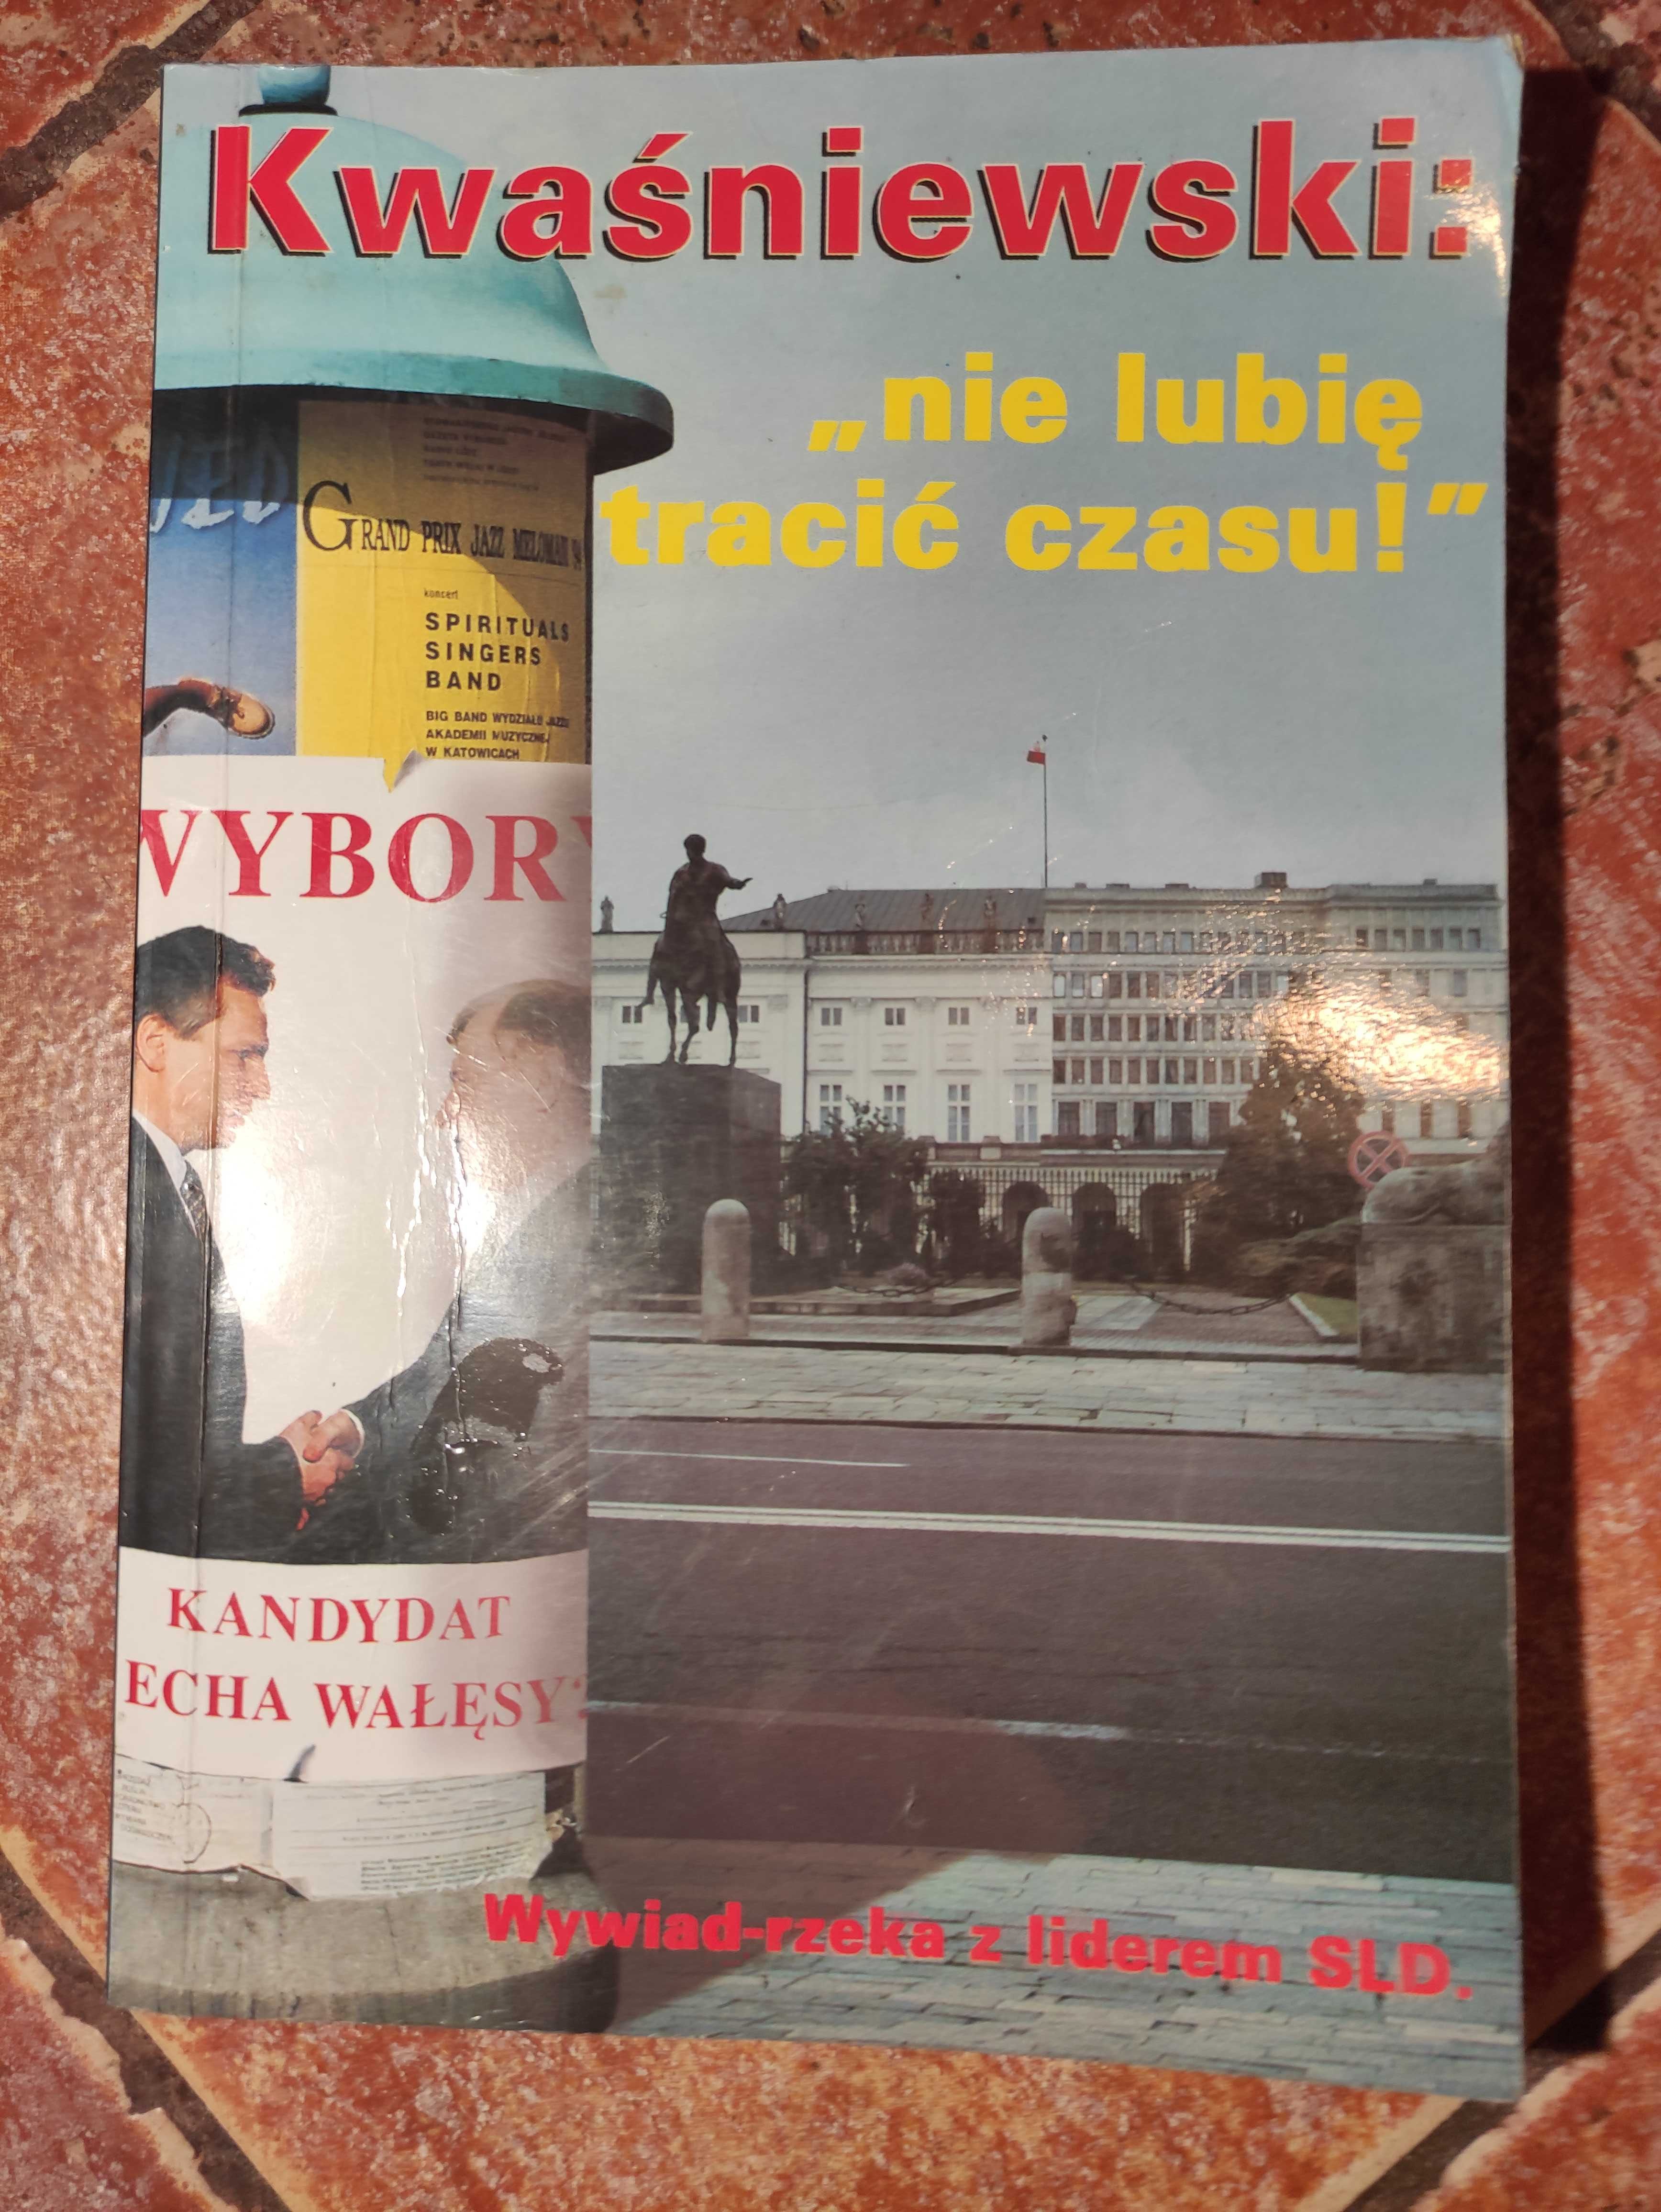 Kwaśniewski:
„nie lubię
tracić czasu!”
GRAND PRIX JAZZ MELOMANI
koncert
SPIRITUALS
SINGERS
BAND
BIG BAND WYDZIAŁU JAZZU
AKADEMII MUZYCZNEJ
W KATOWICACH
WYBORY
KANDYDAT
ECHA WAŁĘSY?
Wywiad-rzeka z liderem SLD.